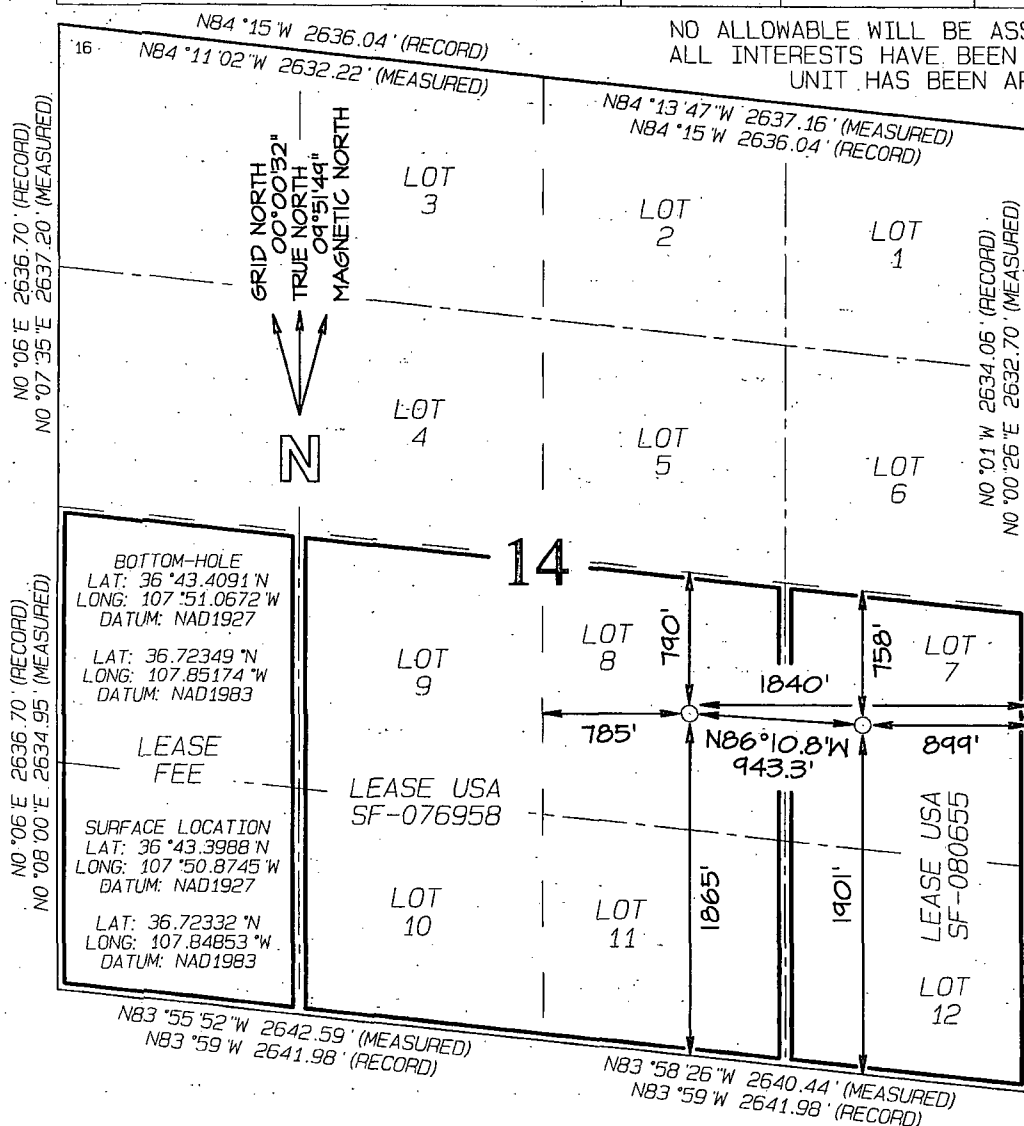 NO ALLOWABLE WILL BE ASS
ALL INTERESTS HAVE BEEN
UNIT HAS BEEN AP
N84°15'W 2636.04' (RECORD)
16
N84°11'02"W 2632.22' (MEASURED)
N84°13'47"W 2637.16' (MEASURED)
N84°15'W 2636.04' (RECORD)
N0°06'E 2636.70' (RECORD)
N0°07'35"E 2637.20' (MEASURED)
GRID NORTH
00°00'32"
TRUE NORTH
09°51'49"
MAGNETIC NORTH
N
LOT
3
LOT
2
LOT
1
N0°01'W 2634.06' (RECORD)
N0°00'26"E 2632.70' (MEASURED)
LOT
4
LOT
5
LOT
6
14
N0°06'E 2636.70' (RECORD)
N0°08'00"E 2634.95' (MEASURED)
BOTTOM-HOLE
LAT: 36°43.4091'N
LONG: 107°51.0672'W
DATUM: NAD1927
LAT: 36.72349°N
LONG: 107.85174°W
DATUM: NAD1983
LEASE
FEE
SURFACE LOCATION
LAT: 36°43.3988'N
LONG: 107°50.8745'W
DATUM: NAD1927
LAT: 36.72332°N
LONG: 107.84853°W
DATUM: NAD1983
LOT
9
LOT
8
790'
LOT
7
758'
1840'
785'
N86°10.8'W
943.3'
899'
LEASE USA
SF-076958
LEASE USA
SF-080655
LOT
10
LOT
11
1865'
1901'
LOT
12
N83°55'52"W 2642.59' (MEASURED)
N83°59'W 2641.98' (RECORD)
N83°58'26"W 2640.44' (MEASURED)
N83°59'W 2641.98' (RECORD)